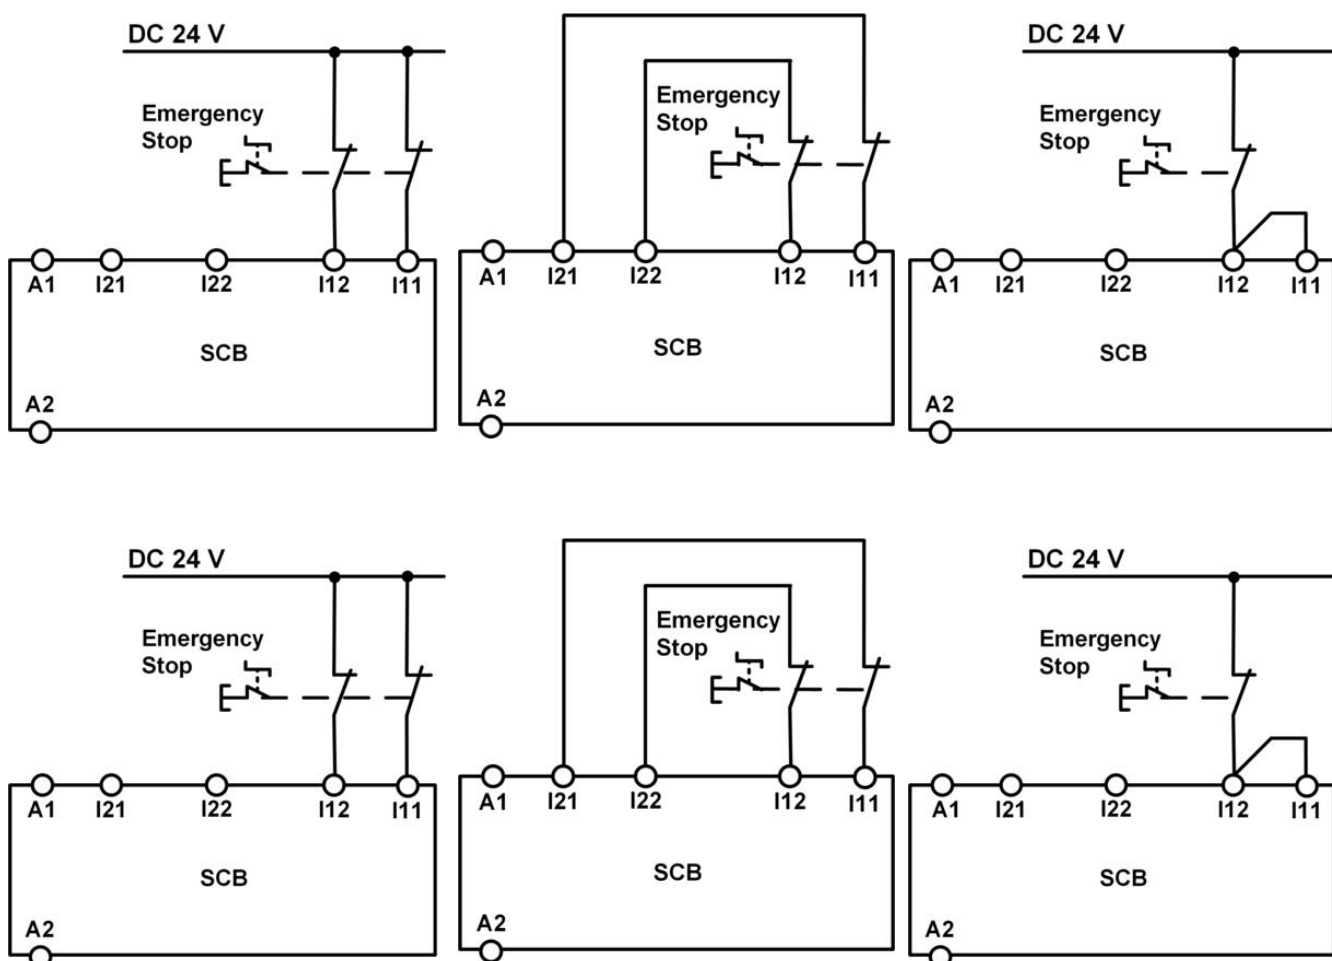 DC 24 V
Emergency
Stop
A1 I21 I22 I12 I11
SCB
A2
Emergency
Stop
A1 I21 I22 I12 I11
SCB
A2
DC 24 V
Emergency
Stop
A1 I21 I22 I12 I11
SCB
A2
DC 24 V
Emergency
Stop
A1 I21 I22 I12 I11
SCB
A2
Emergency
Stop
A1 I21 I22 I12 I11
SCB
A2
DC 24 V
Emergency
Stop
A1 I21 I22 I12 I11
SCB
A2